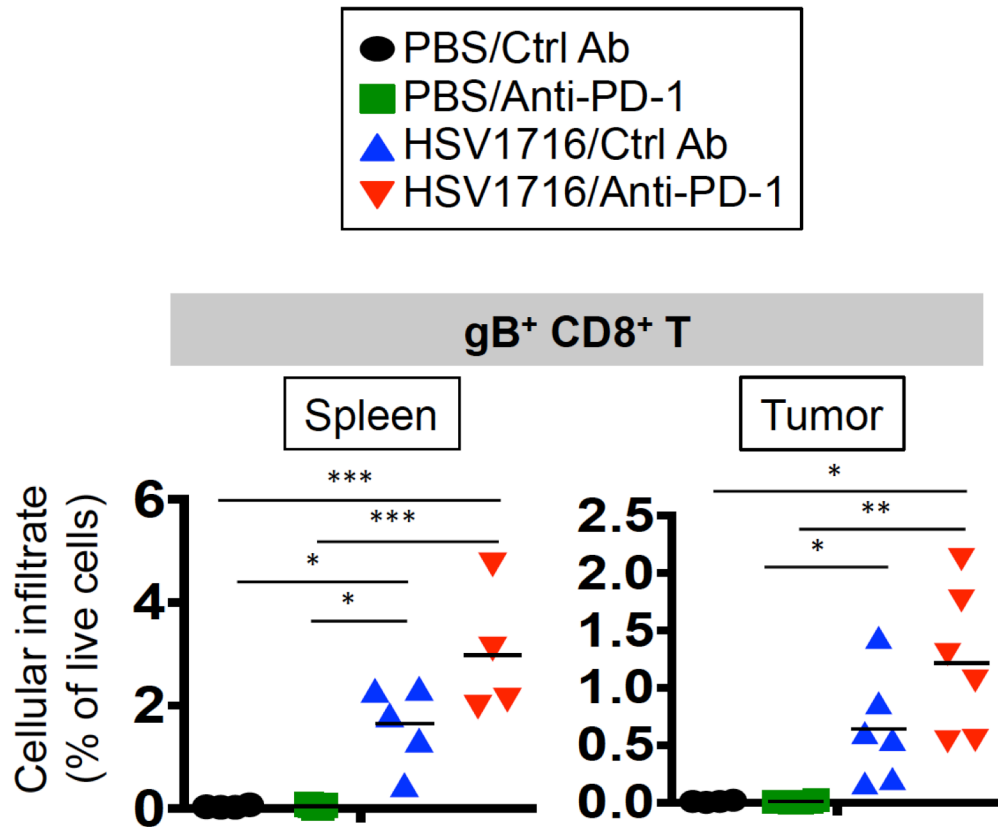 PBS/Ctrl Ab
PBS/Anti-PD-1
HSV1716/Ctrl Ab
HSV1716/Anti-PD-1
gB⁺ CD8⁺ T
Spleen
Tumor
Cellular infiltrate
(% of live cells)
6
4
2
0
***
***
*
*
2.5
2.0
1.5
1.0
0.5
0.0
*
**
*